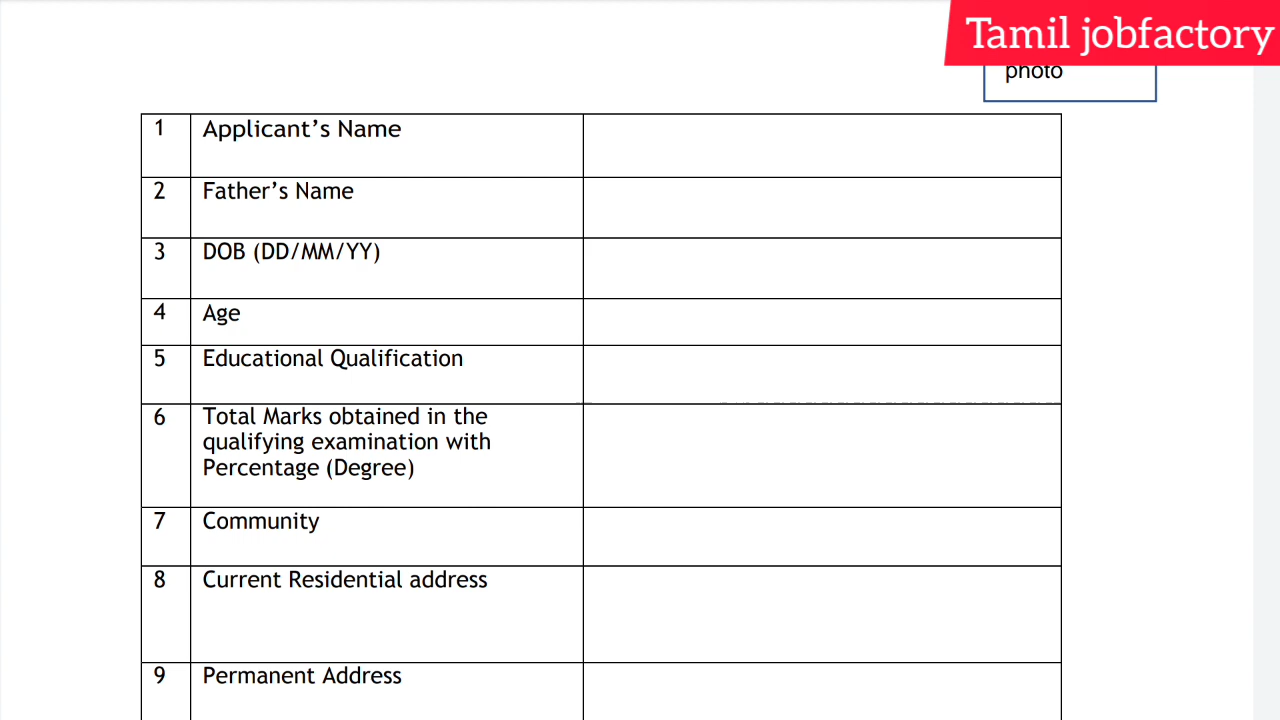 Tamil jobfactory
photo
1 Applicant’s Name
2 Father’s Name
3 DOB (DD/MM/YY)
4 Age
5 Educational Qualification
6 Total Marks obtained in the
qualifying examination with
Percentage (Degree)
7 Community
8 Current Residential address
9 Permanent Address